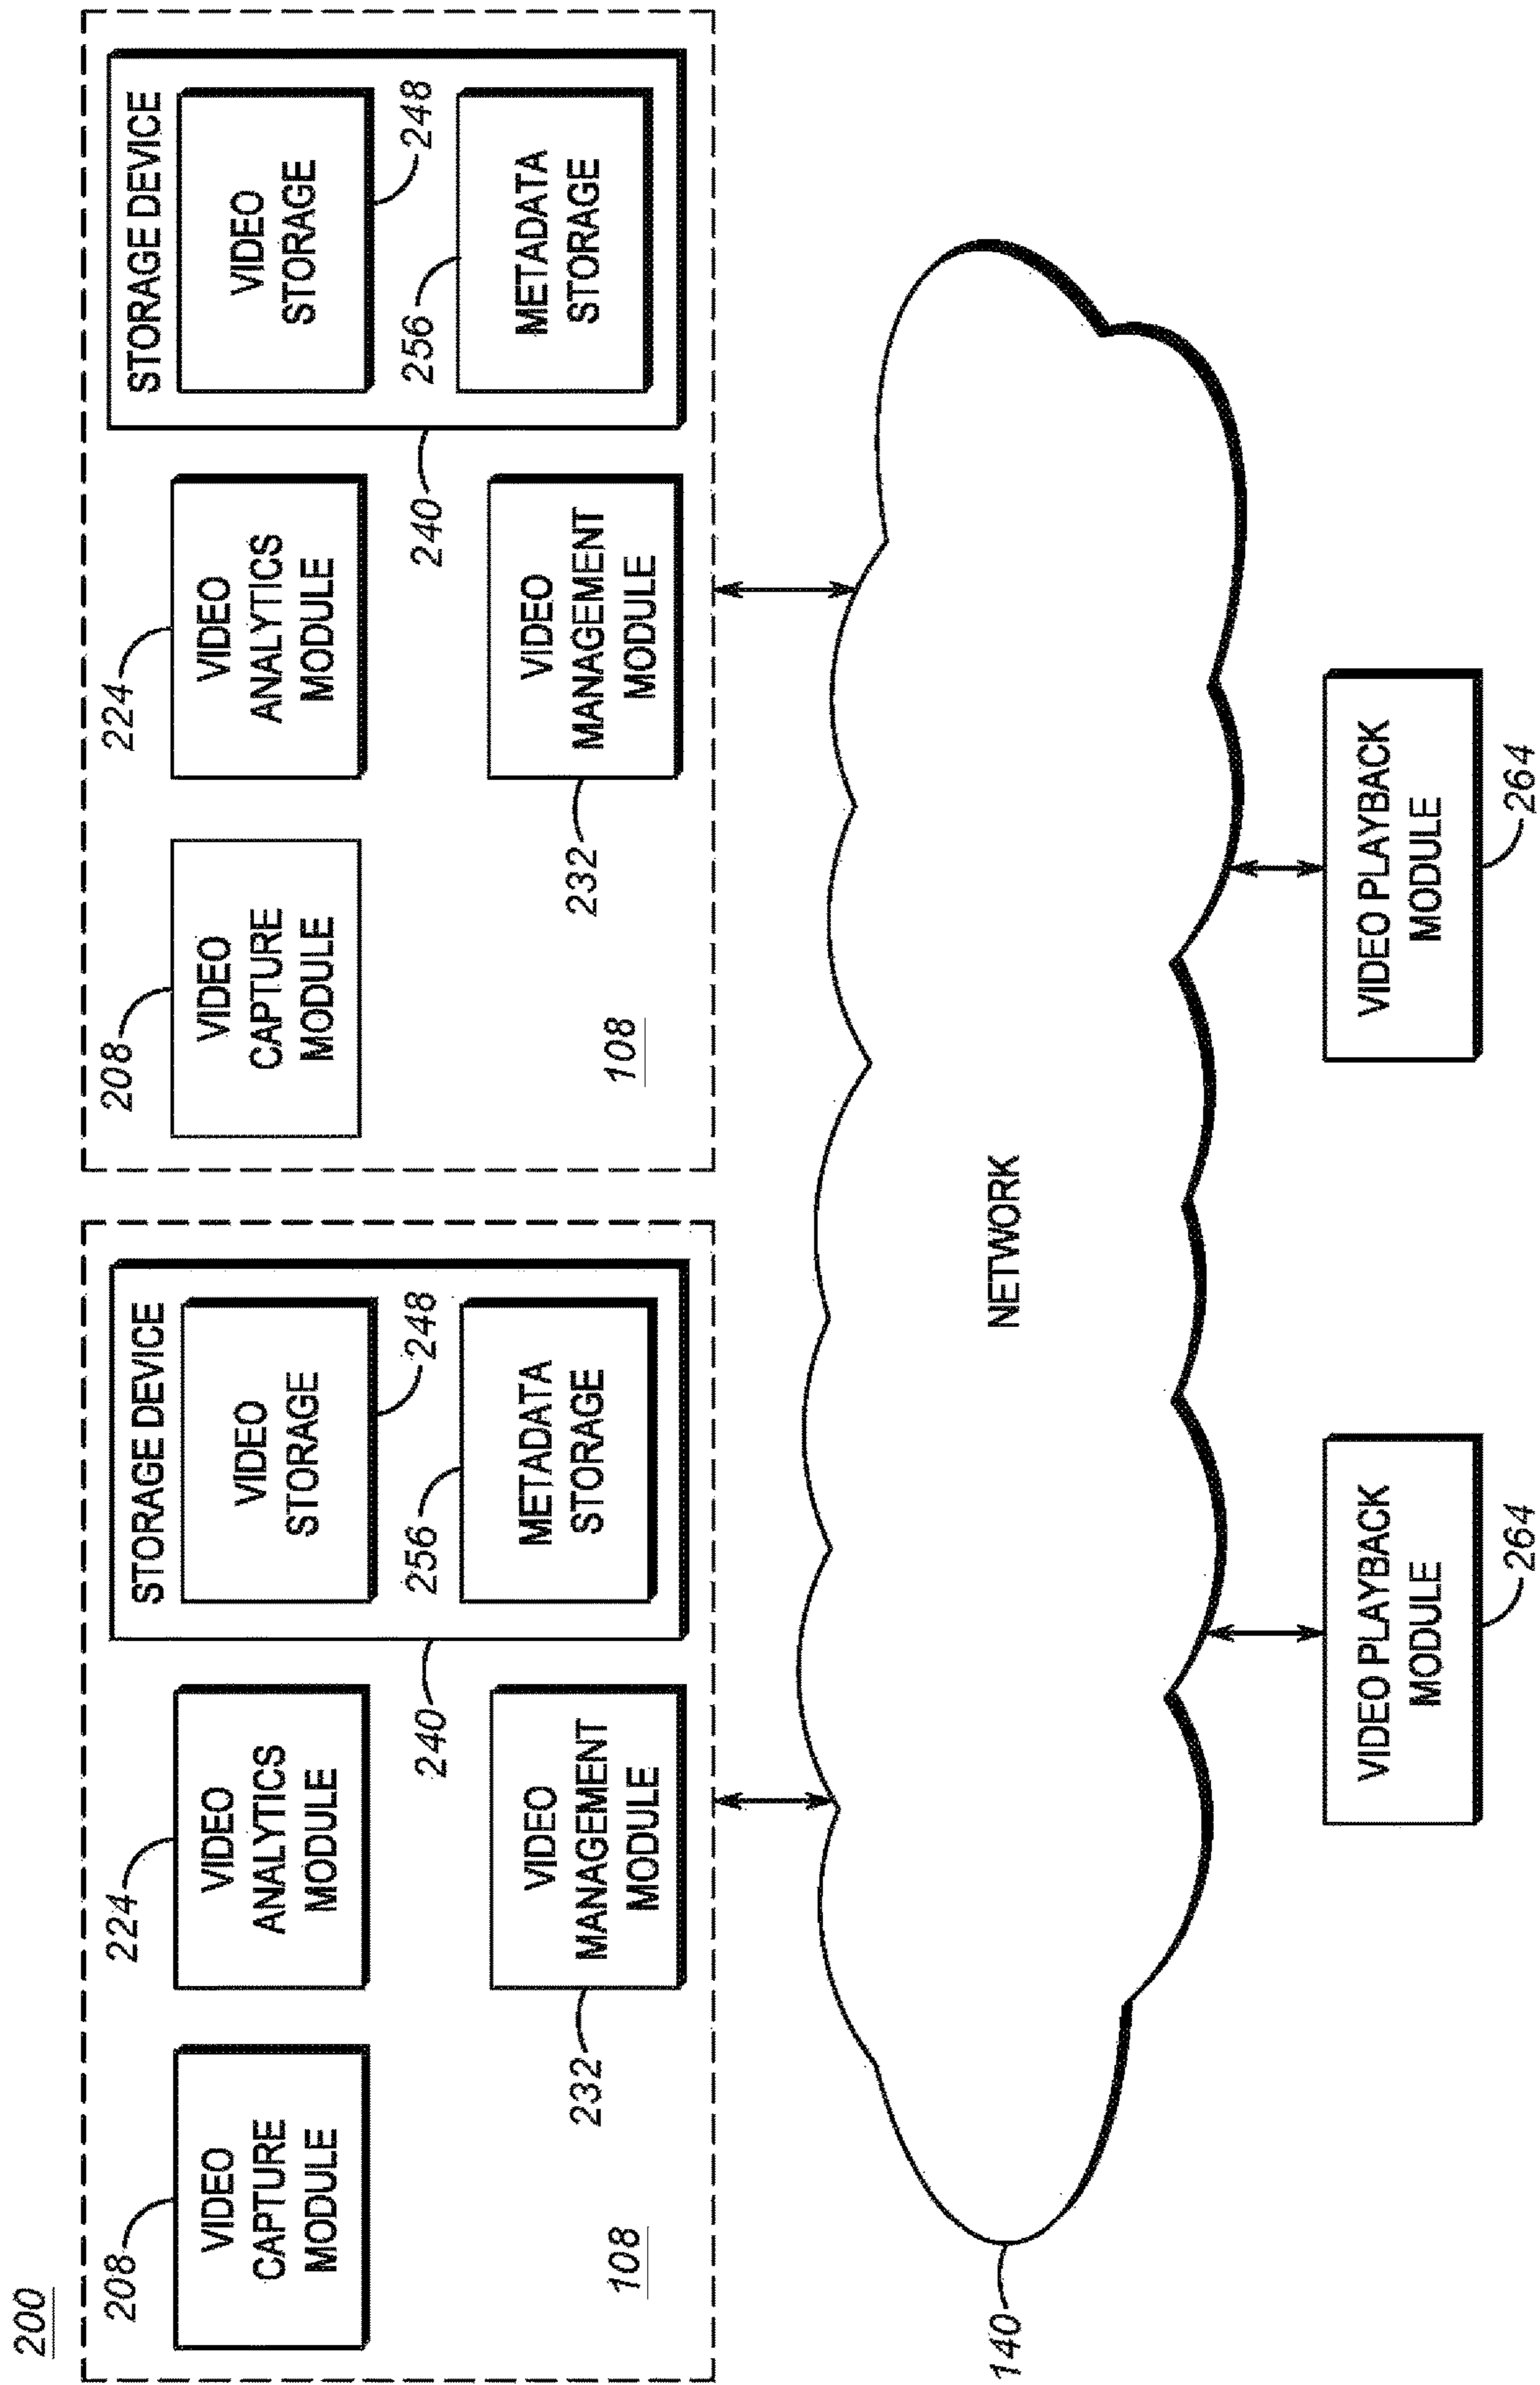 200
208
VIDEO
CAPTURE
MODULE
224
VIDEO
ANALYTICS
MODULE
232
VIDEO
MANAGEMENT
MODULE
240
STORAGE DEVICE
VIDEO
STORAGE
248
256
METADATA
STORAGE
108
208
VIDEO
CAPTURE
MODULE
224
VIDEO
ANALYTICS
MODULE
232
VIDEO
MANAGEMENT
MODULE
240
STORAGE DEVICE
VIDEO
STORAGE
248
256
METADATA
STORAGE
108
NETWORK
140
VIDEO PLAYBACK
MODULE
264
VIDEO PLAYBACK
MODULE
264